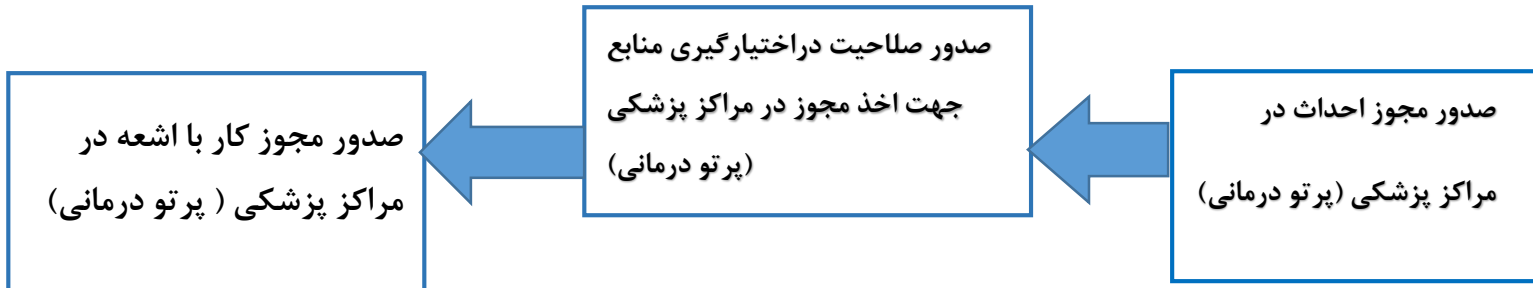 صدور مجوز احداث در
مراکز پزشکی (پرتو درمانی)
صدور صلاحیت دراختیارگیری منابع
جهت اخذ مجوز در مراکز پزشکی
(پرتو درمانی)
صدور مجوز کار با اشعه در
مراکز پزشکی ( پرتو درمانی)